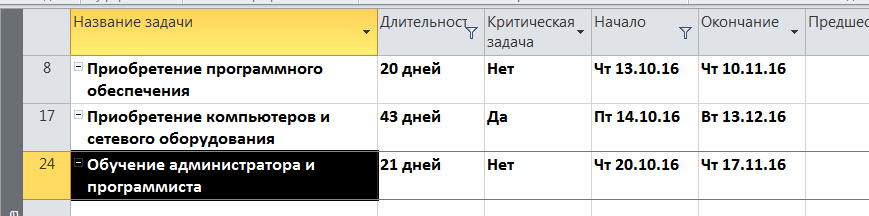 Название задачи Длительност Критическая задача Начало Окончание Предшес
8 Приобретение программного обеспечения 20 дней Нет Чт 13.10.16 Чт 10.11.16
17 Приобретение компьютеров и сетевого оборудования 43 дней Да Пт 14.10.16 Вт 13.12.16
24 Обучение администратора и программиста 21 дней Нет Чт 20.10.16 Чт 17.11.16